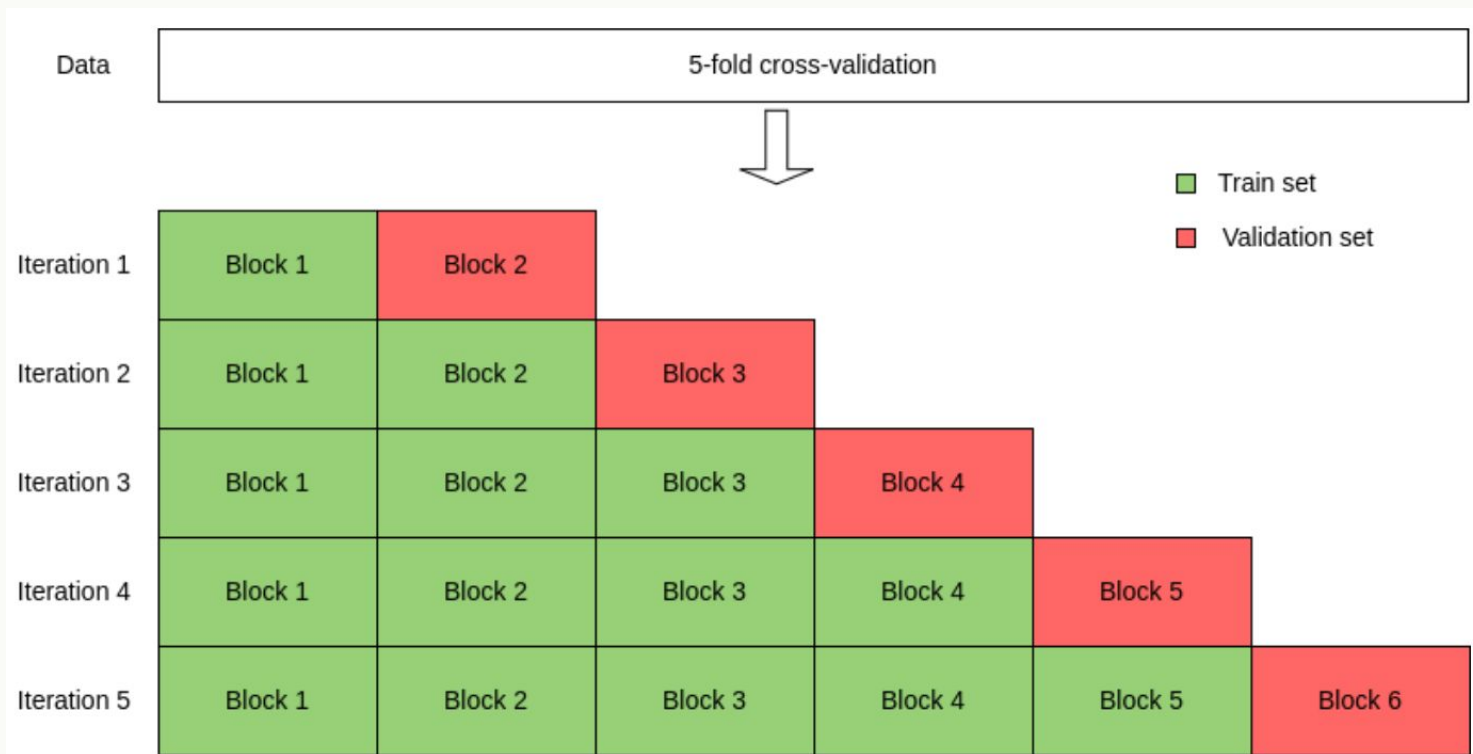 Data
5-fold cross-validation
Train set
Validation set
Iteration 1 Block 1 Block 2
Iteration 2 Block 1 Block 2 Block 3
Iteration 3 Block 1 Block 2 Block 3 Block 4
Iteration 4 Block 1 Block 2 Block 3 Block 4 Block 5
Iteration 5 Block 1 Block 2 Block 3 Block 4 Block 5 Block 6